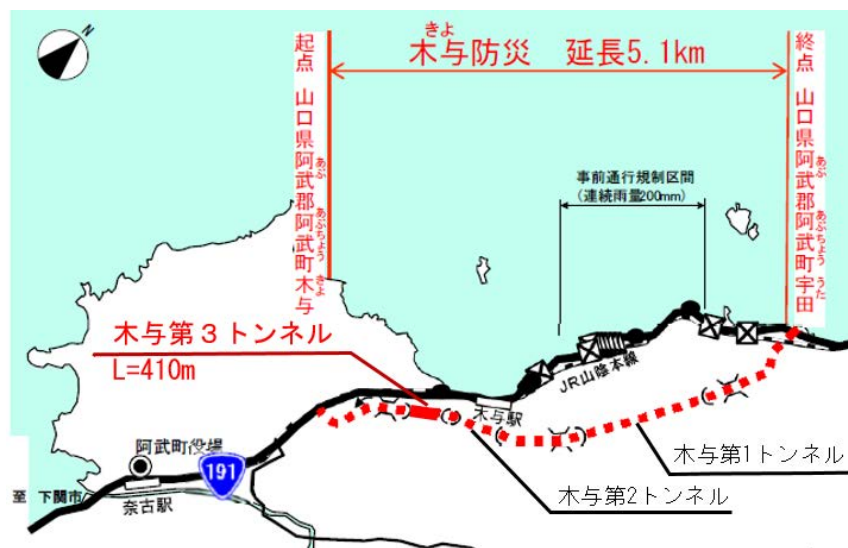 N
きよ
木与防災 延長5.1km
起点 山口県阿武郡阿武町木与
あぶ
あぶちょう
きよ
終点 山口県阿武郡阿武町宇田
あぶ
あぶちょう
うた
事前通行規制区間
(連続雨量200mm)
木与第3トンネル
L=410m
JR山陰本線
木与駅
阿武町役場
191
木与第1トンネル
至 下関市
奈古駅
木与第2トンネル